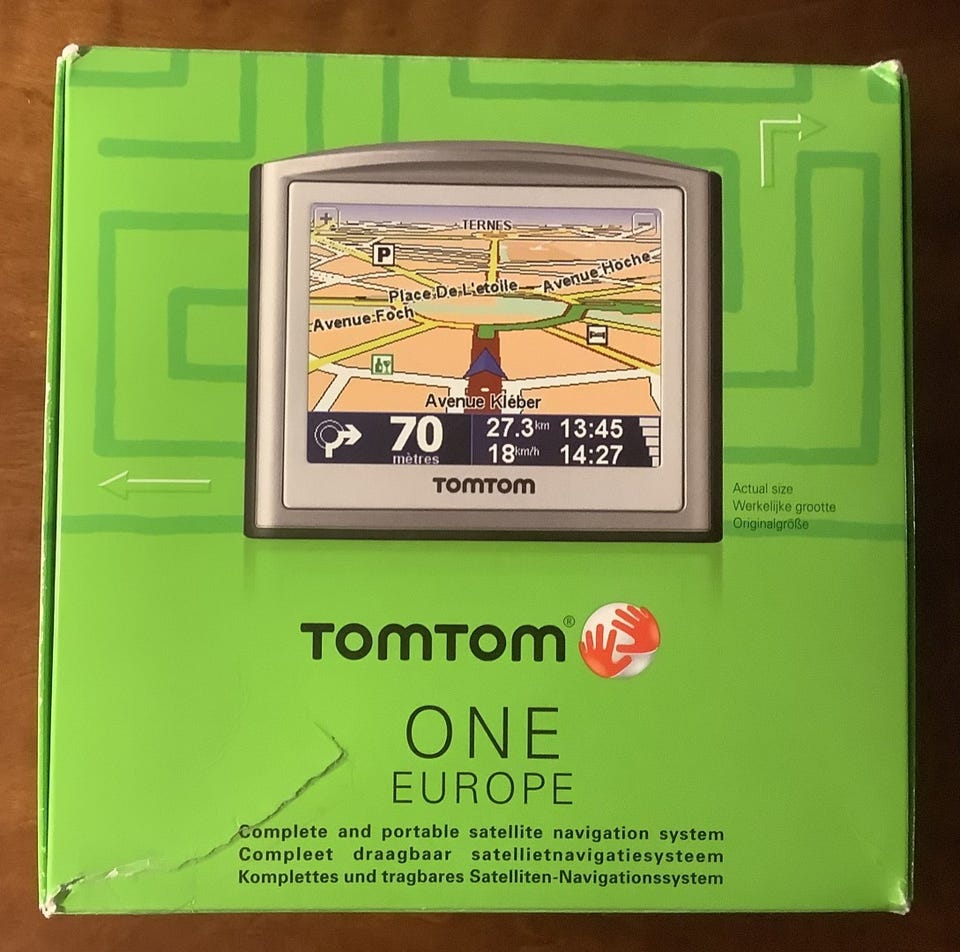 + TERNES −
P
Place De L'etoile
Avenue Hoche
Avenue Foch
Avenue Kléber
70
mètres
27.3km 13:45
18km/h 14:27
TOMTOM
Actual size
Werkelijke grootte
Originalgröße
TOMTOM®
ONE
EUROPE
Complete and portable satellite navigation system
Compleet draagbaar satellietnavigatiesysteem
Komplettes und tragbares Satelliten-Navigationssystem